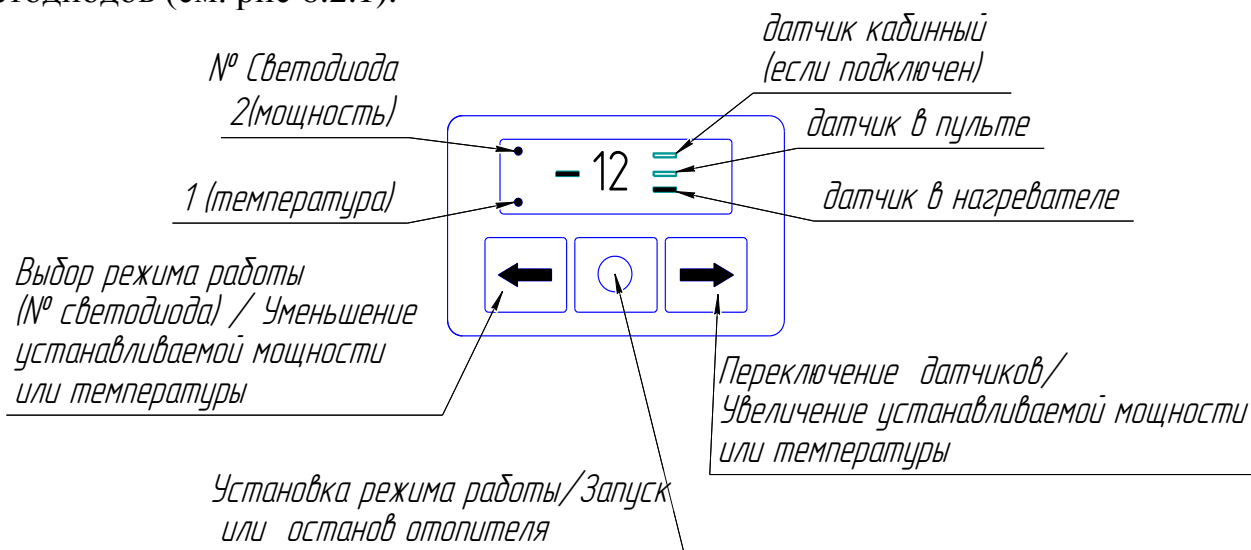 тодиодов (см. рис 6.2.1).
датчик кабинный
(если подключен)
№ Светодиода
2(мощность)
датчик в пульте
- 12
1 (температура)
датчик в нагревателе
Выбор режима работы
(№ светодиода) / Уменьшение
устанавливаемой мощности
или температуры
Переключение датчиков/
Увеличение устанавливаемой мощности
или температуры
Установка режима работы/Запуск
или останов отопителя